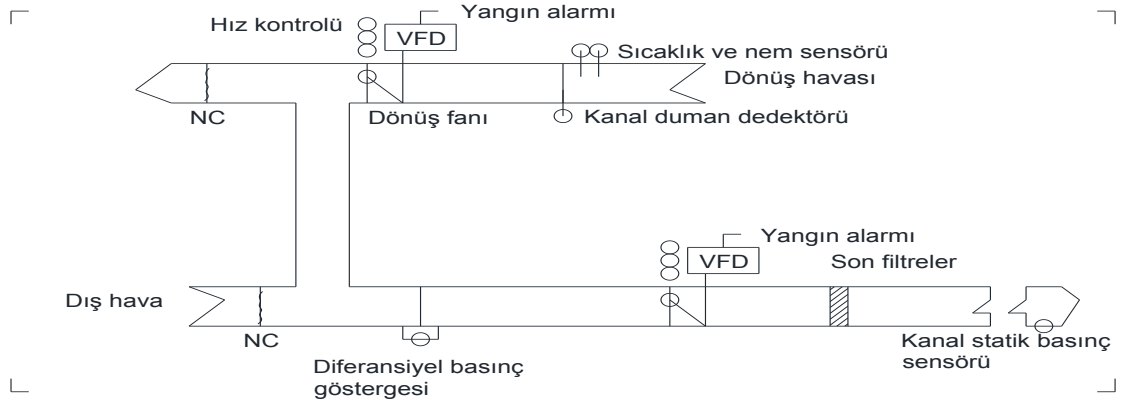 Yangın alarmı
Hız kontrolü
VFD
Sıcaklık ve nem sensörü
Dönüş havası
NC
Dönüş fanı
Kanal duman dedektörü
Yangın alarmı
VFD
Son filtreler
Dış hava
NC
Kanal statik basınç
sensörü
Diferansiyel basınç
göstergesi